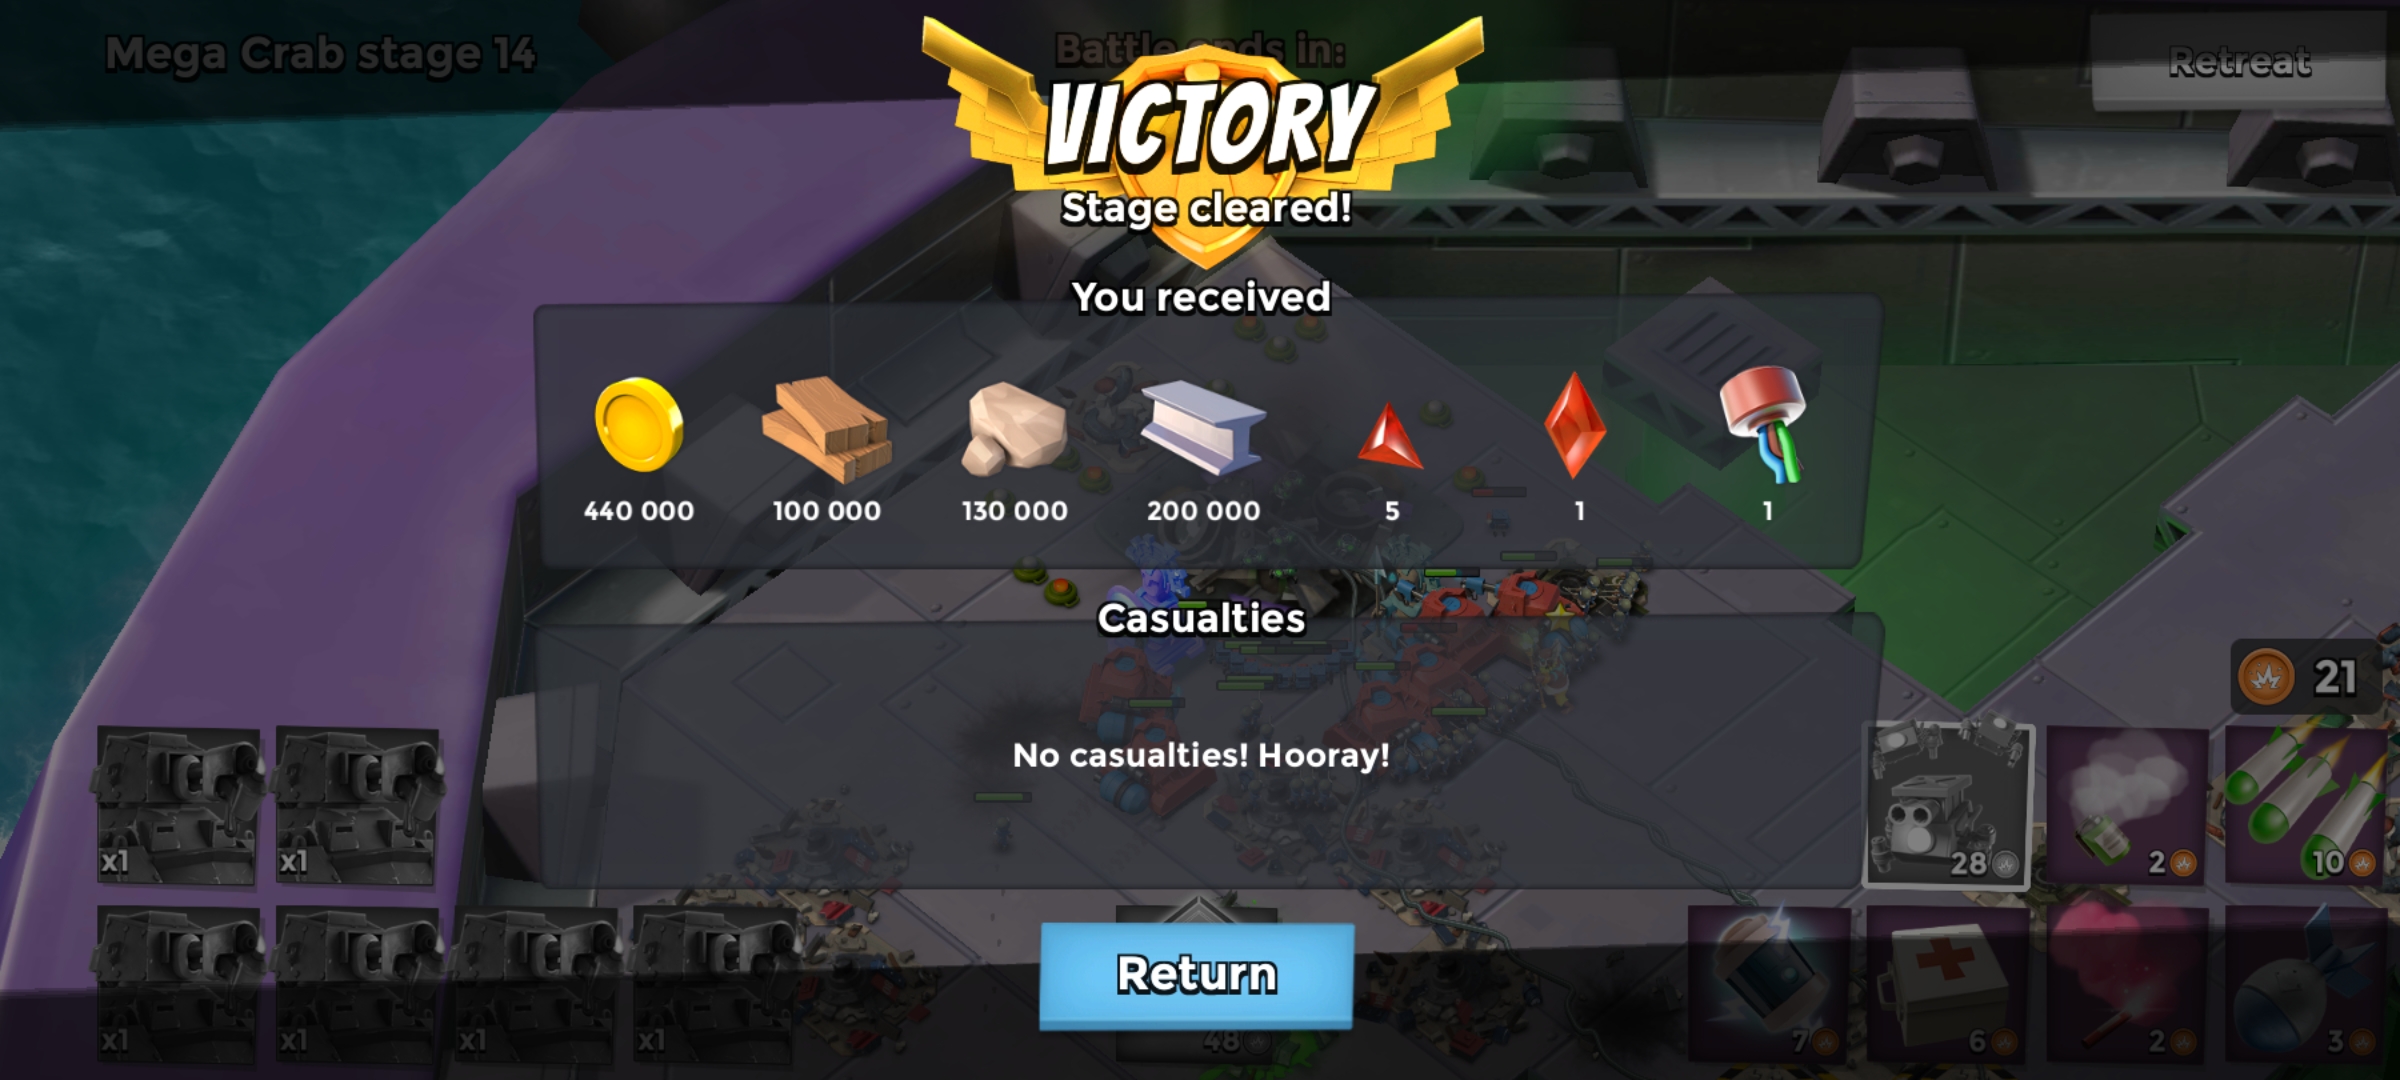 Mega Crab stage 14
Battle ends in:
Retreat
VICTORY
Stage cleared!
You received
440 000
100 000
130 000
200 000
5
1
1
Casualties
No casualties! Hooray!
21
x1
x1
28
2
10
x1
x1
x1
x1
Return
48
7
6
2
3